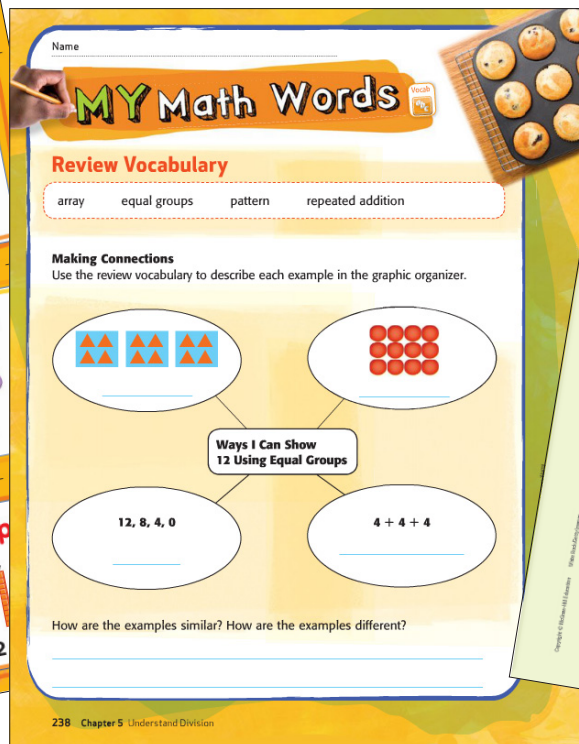 Name
MY Math Words
Vocab
abc
Review Vocabulary
array equal groups pattern repeated addition
Making Connections
Use the review vocabulary to describe each example in the graphic organizer.
Ways I Can Show
12 Using Equal Groups
12, 8, 4, 0
4 + 4 + 4
How are the examples similar? How are the examples different?
238 Chapter 5 Understand Division